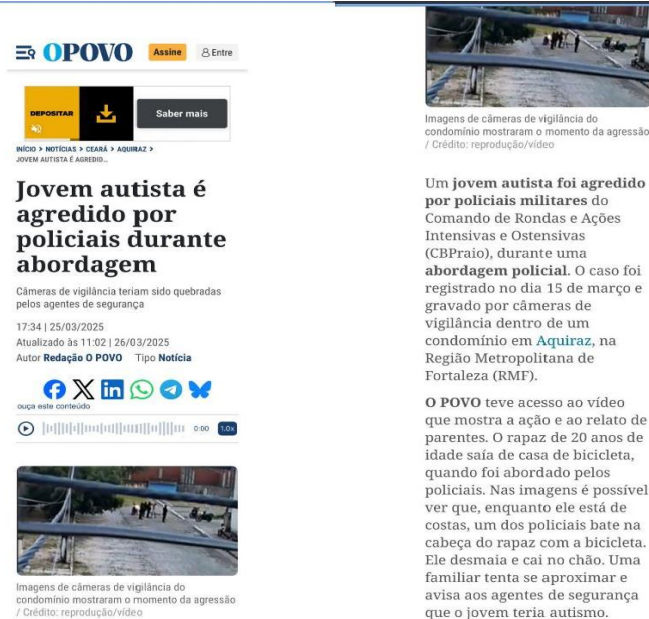 OPOVO
Assine
Entre
DEPOSITAR
Saber mais
INÍCIO > NOTÍCIAS > CEARÁ > AQUIRAZ >
JOVEM AUTISTA É AGREDID...
Jovem autista é
agredido por
policiais durante
abordagem
Câmeras de vigilância teriam sido quebradas
pelos agentes de segurança
17:34 | 25/03/2025
Atualizado às 11:02 | 26/03/2025
Autor Redação O POVO Tipo Notícia
ouça este conteúdo
0:00
1.0x
Imagens de câmeras de vigilância do
condomínio mostraram o momento da agressão
/ Crédito: reprodução/vídeo
Imagens de câmeras de vigilância do
condomínio mostraram o momento da agressão
/ Crédito: reprodução/vídeo
Um jovem autista foi agredido
por policiais militares do
Comando de Rondas e Ações
Intensivas e Ostensivas
(CBPraio), durante uma
abordagem policial. O caso foi
registrado no dia 15 de março e
gravado por câmeras de
vigilância dentro de um
condomínio em Aquiraz, na
Região Metropolitana de
Fortaleza (RMF).
O POVO teve acesso ao vídeo
que mostra a ação e ao relato de
parentes. O rapaz de 20 anos de
idade saía de casa de bicicleta,
quando foi abordado pelos
policiais. Nas imagens é possível
ver que, enquanto ele está de
costas, um dos policiais bate na
cabeça do rapaz com a bicicleta.
Ele desmaia e cai no chão. Uma
familiar tenta se aproximar e
avisa aos agentes de segurança
que o jovem teria autismo.